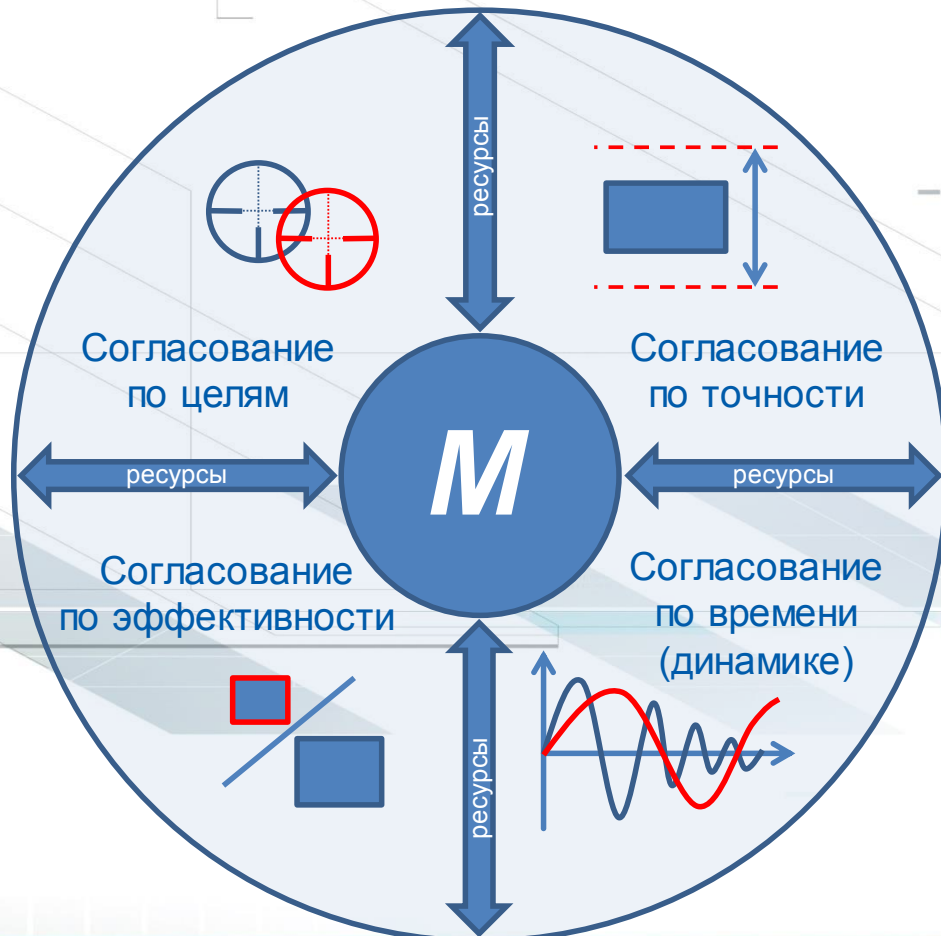 ресурсы
Согласование
по целям
Согласование
по точности
ресурсы
M
ресурсы
Согласование
по эффективности
Согласование
по времени
(динамике)
ресурсы